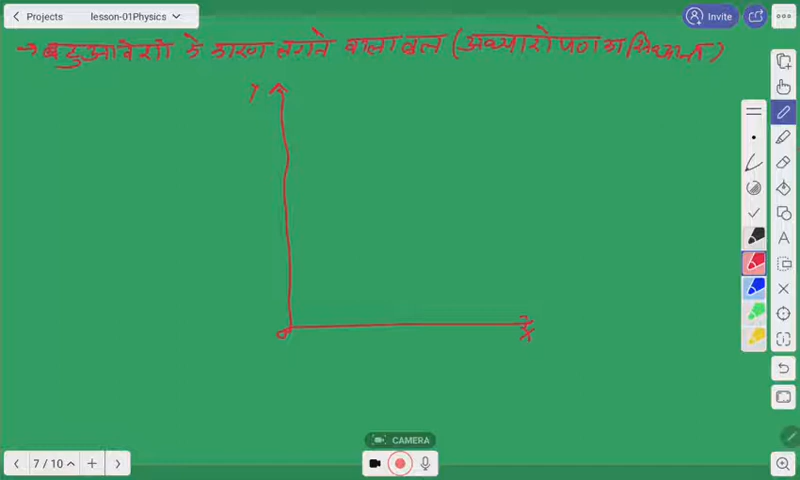 Projects lesson-01Physics Invite
→ बहुआवेशो के कारण लगने वाला बल (अध्यारोपण का सिध्दान्त)
Y
O X
CAMERA
7 / 10